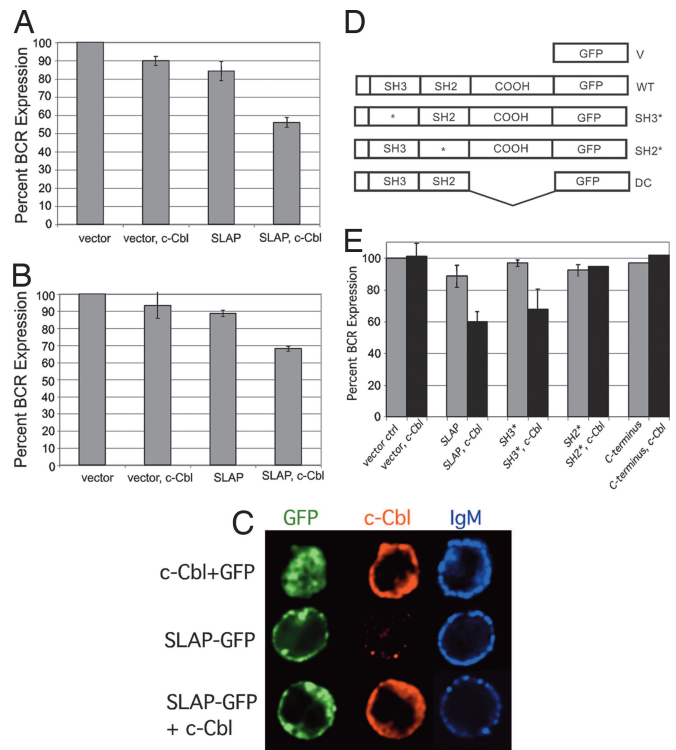 A
Percent BCR Expression
100
90
80
70
60
50
40
30
20
10
0
vector
vector, c-Cbl
SLAP
SLAP, c-Cbl
B
Percent BCR Expression
100
90
80
70
60
50
40
30
20
10
0
vector
vector, c-Cbl
SLAP
SLAP, c-Cbl
C
GFP c-Cbl IgM
c-Cbl+GFP
SLAP-GFP
SLAP-GFP
+ c-Cbl
D
GFP V
SH3 SH2 COOH GFP WT
* SH2 COOH GFP SH3*
SH3 * COOH GFP SH2*
SH3 SH2 GFP DC
E
Percent BCR Expression
100
80
60
40
20
0
vector ctrl
vector, c-Cbl
SLAP
SLAP, c-Cbl
SH3*
SH3*, c-Cbl
SH2*
SH2*, c-Cbl
C-terminus
C-terminus, c-Cbl